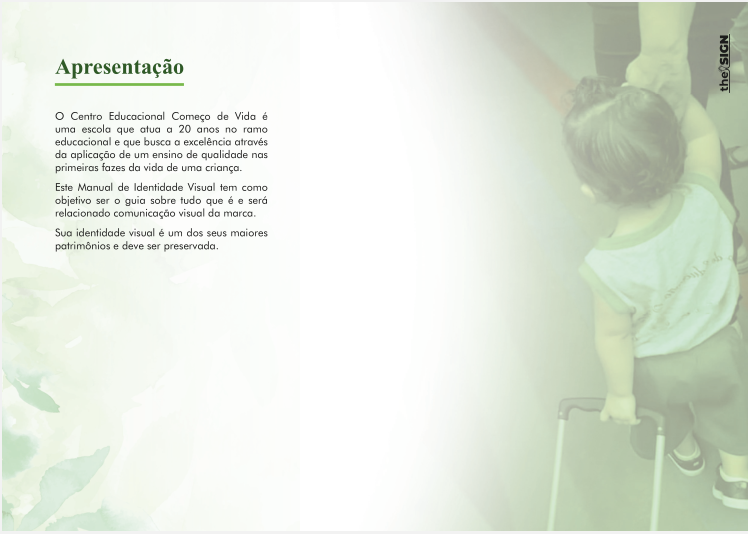 Apresentação
the SIGN
O Centro Educacional Começo de Vida é
uma escola que atua a 20 anos no ramo
educacional e que busca a excelência através
da aplicação de um ensino de qualidade nas
primeiras fases da vida de uma criança.
Este Manual de Identidade Visual tem como
objetivo ser o guia sobre tudo que é e será
relacionado comunicação visual da marca.
Sua identidade visual é um dos seus maiores
patrimônios e deve ser preservada.